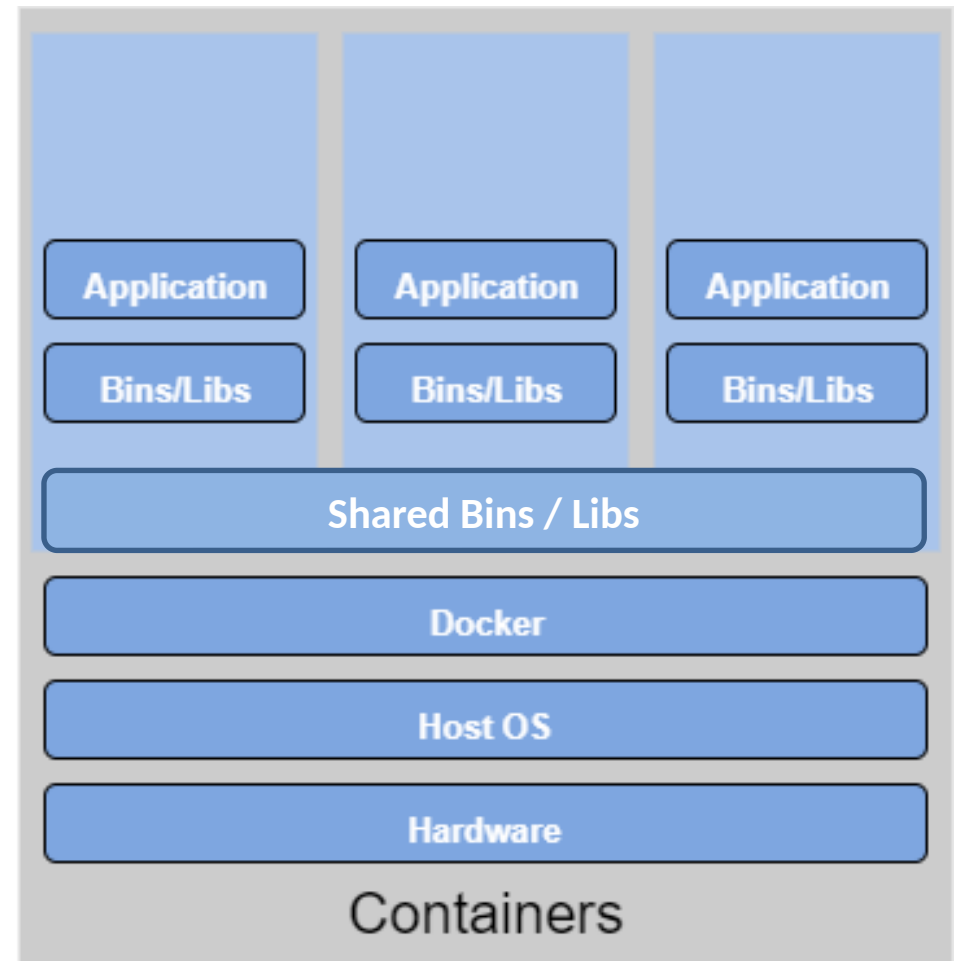 Application Application Application
Bins/Libs Bins/Libs Bins/Libs
Shared Bins / Libs
Docker
Host OS
Hardware
Containers